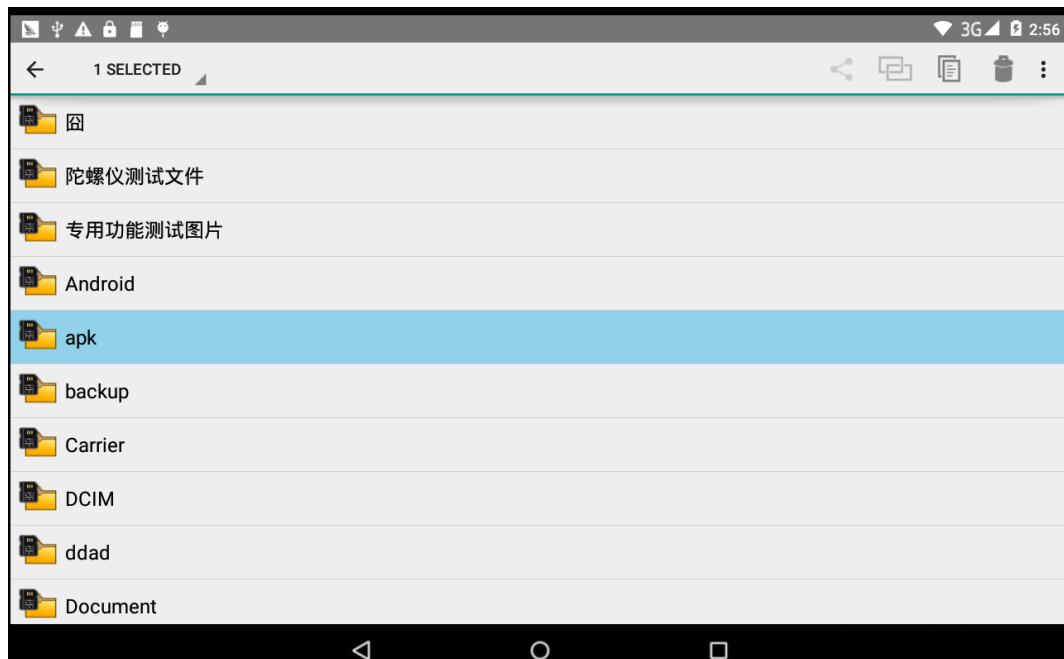 3G 2:56
1 SELECTED
囧
陀螺仪测试文件
专用功能测试图片
Android
apk
backup
Carrier
DCIM
ddad
Document